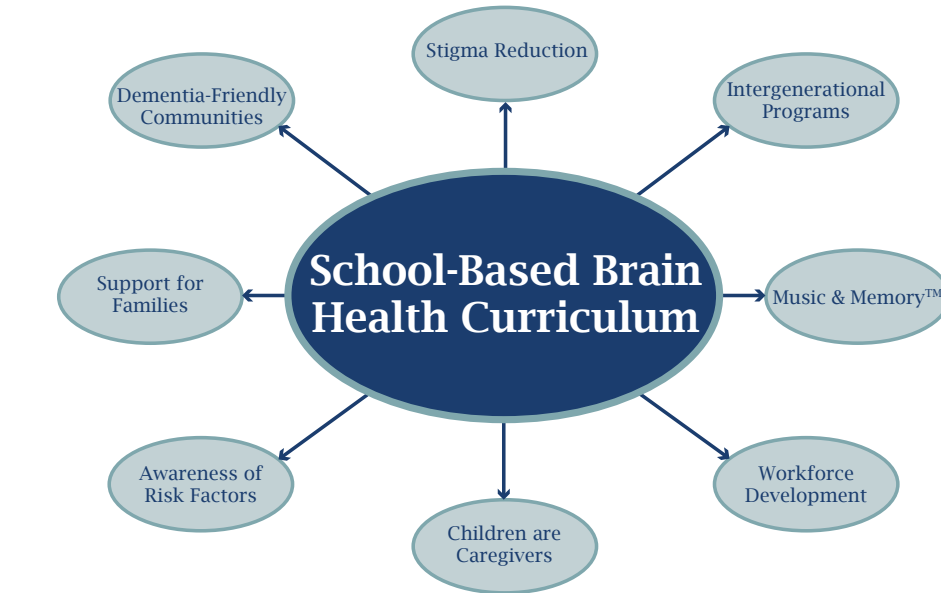 Stigma Reduction
Dementia-Friendly
Communities
Intergenerational
Programs
School-Based Brain
Health Curriculum
Support for
Families
Music & Memory™
Awareness of
Risk Factors
Workforce
Development
Children are
Caregivers